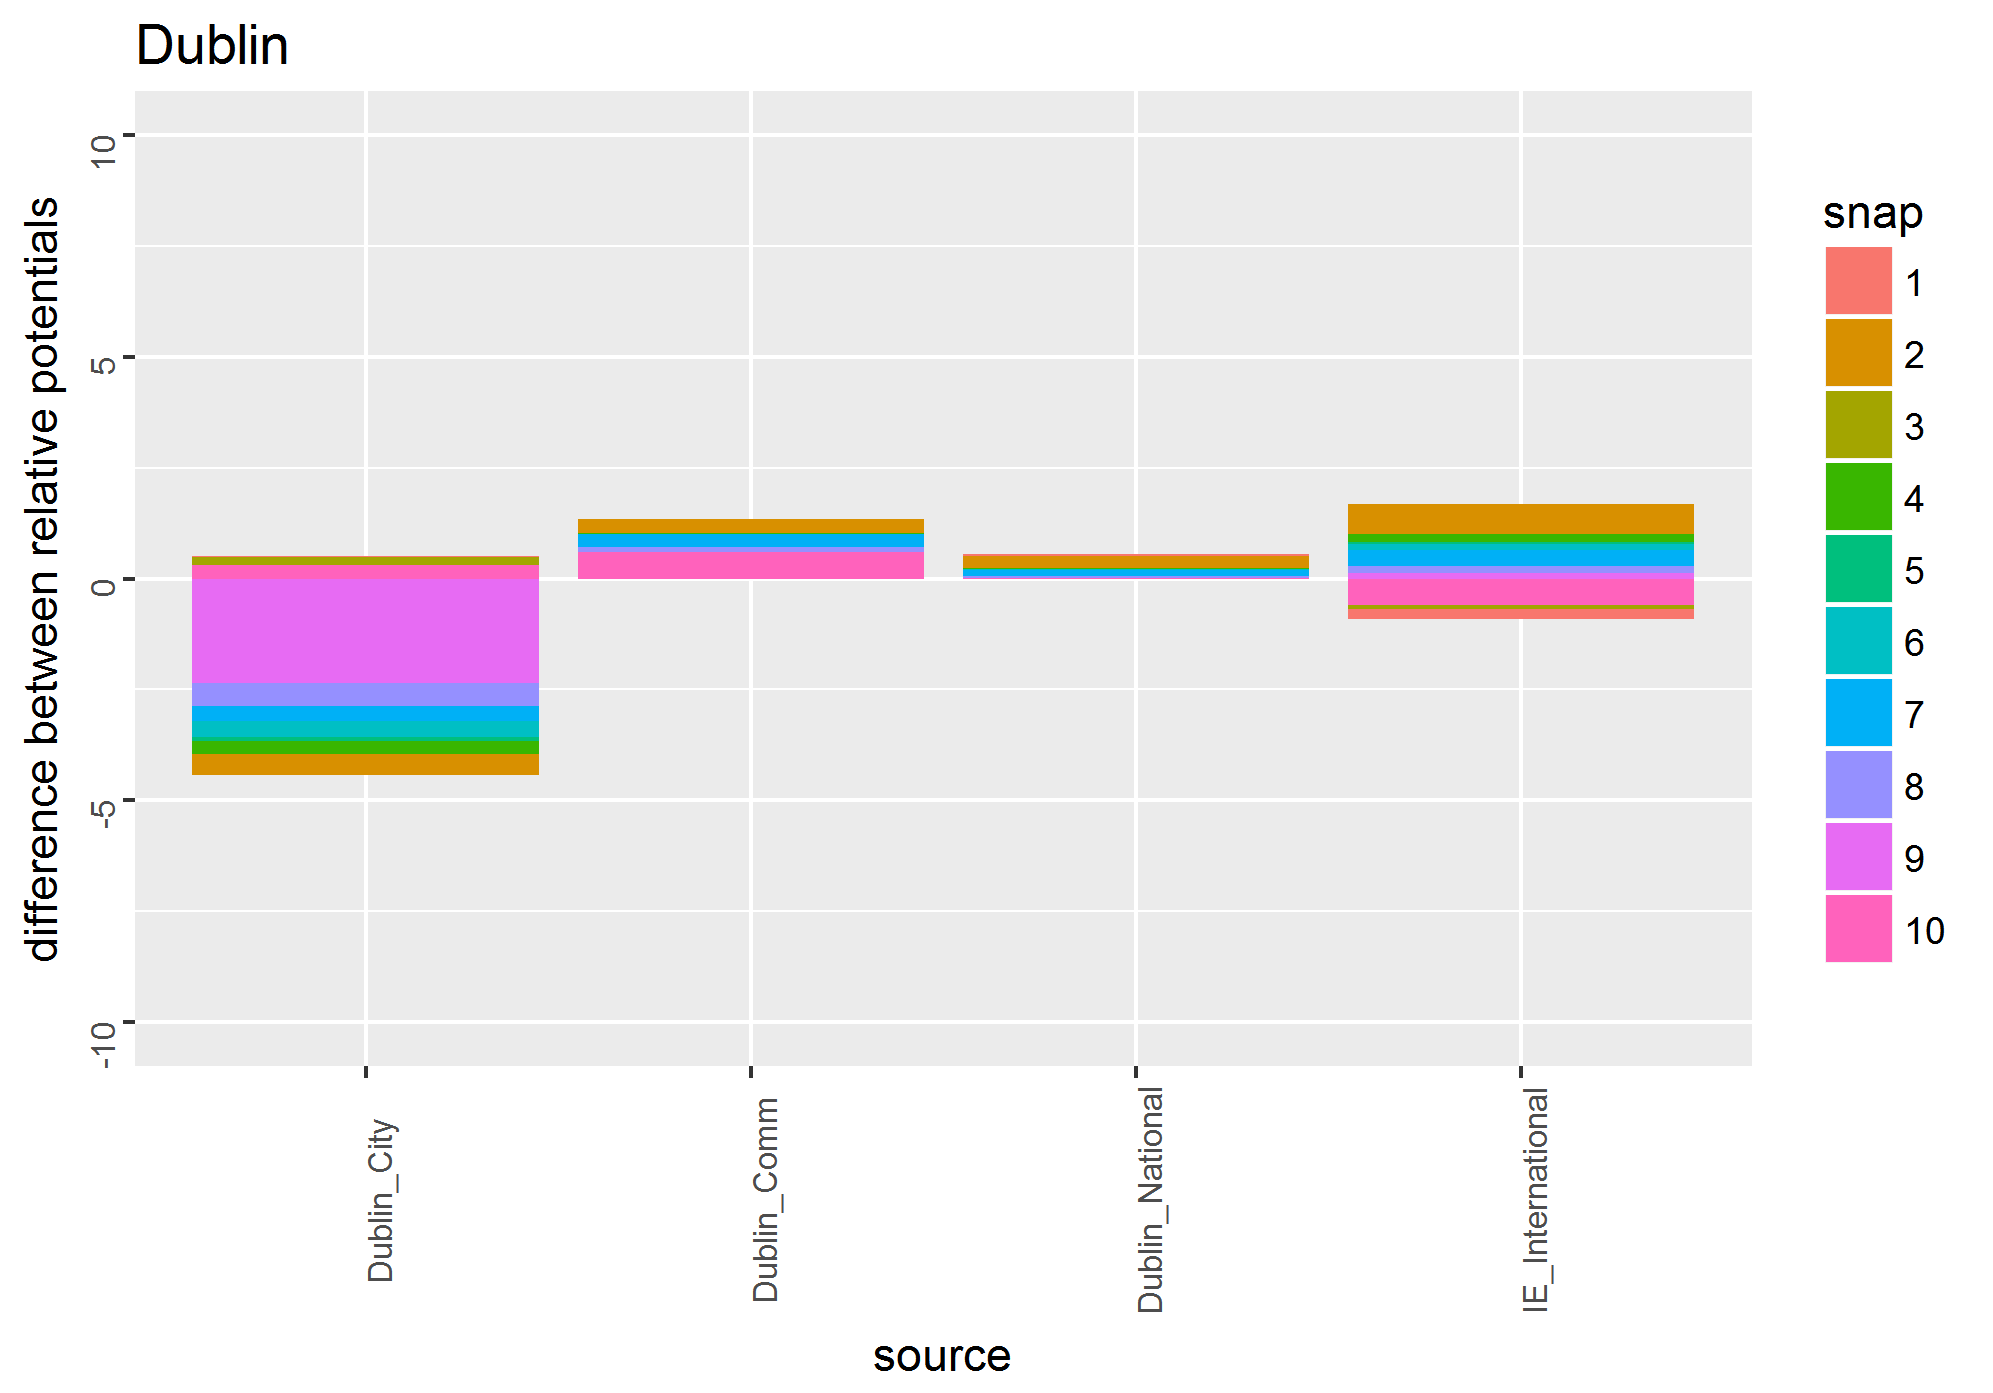 Dublin
difference between relative potentials
10
5
0
-5
-10
Dublin_City
Dublin_Comm
Dublin_National
IE_International
source
snap
1
2
3
4
5
6
7
8
9
10